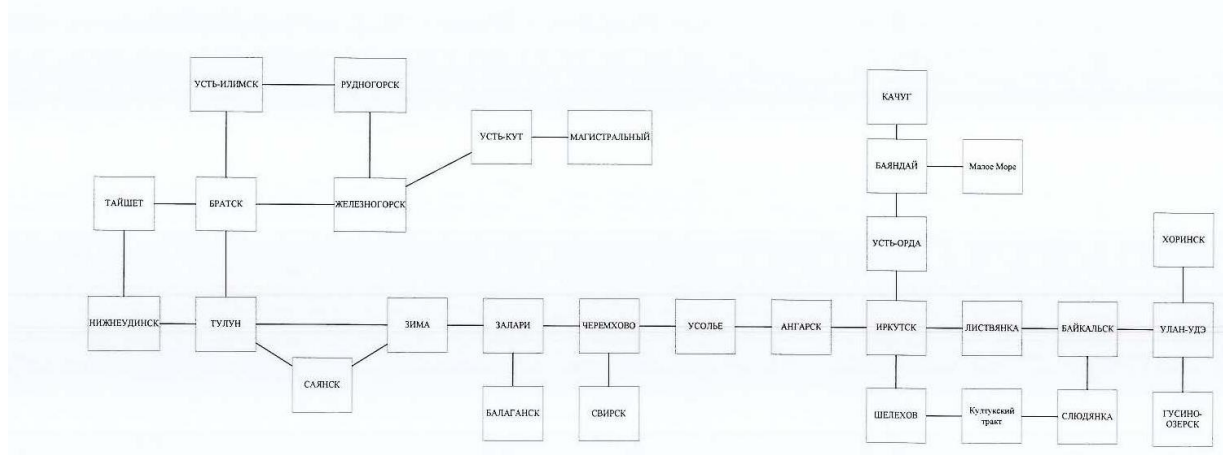 УСТЬ-ИЛИМСК
РУДНОГОРСК
КАЧУГ
УСТЬ-КУТ
МАГИСТРАЛЬНЫЙ
БАЯНДАЙ
Малое Море
ТАЙШЕТ
БРАТСК
ЖЕЛЕЗНОГОРСК
УСТЬ-ОРДА
ХОРИНСК
НИЖНЕУДИНСК
ТУЛУН
ЗИМА
ЗАЛАРИ
ЧЕРЕМХОВО
УСОЛЬЕ
АНГАРСК
ИРКУТСК
ЛИСТВЯНКА
БАЙКАЛЬСК
УЛАН-УДЭ
САЯНСК
БАЛАГАНСК
СВИРСК
ШЕЛЕХОВ
Култукский
тракт
СЛЮДЯНКА
ГУСИНО-
ОЗЕРСК